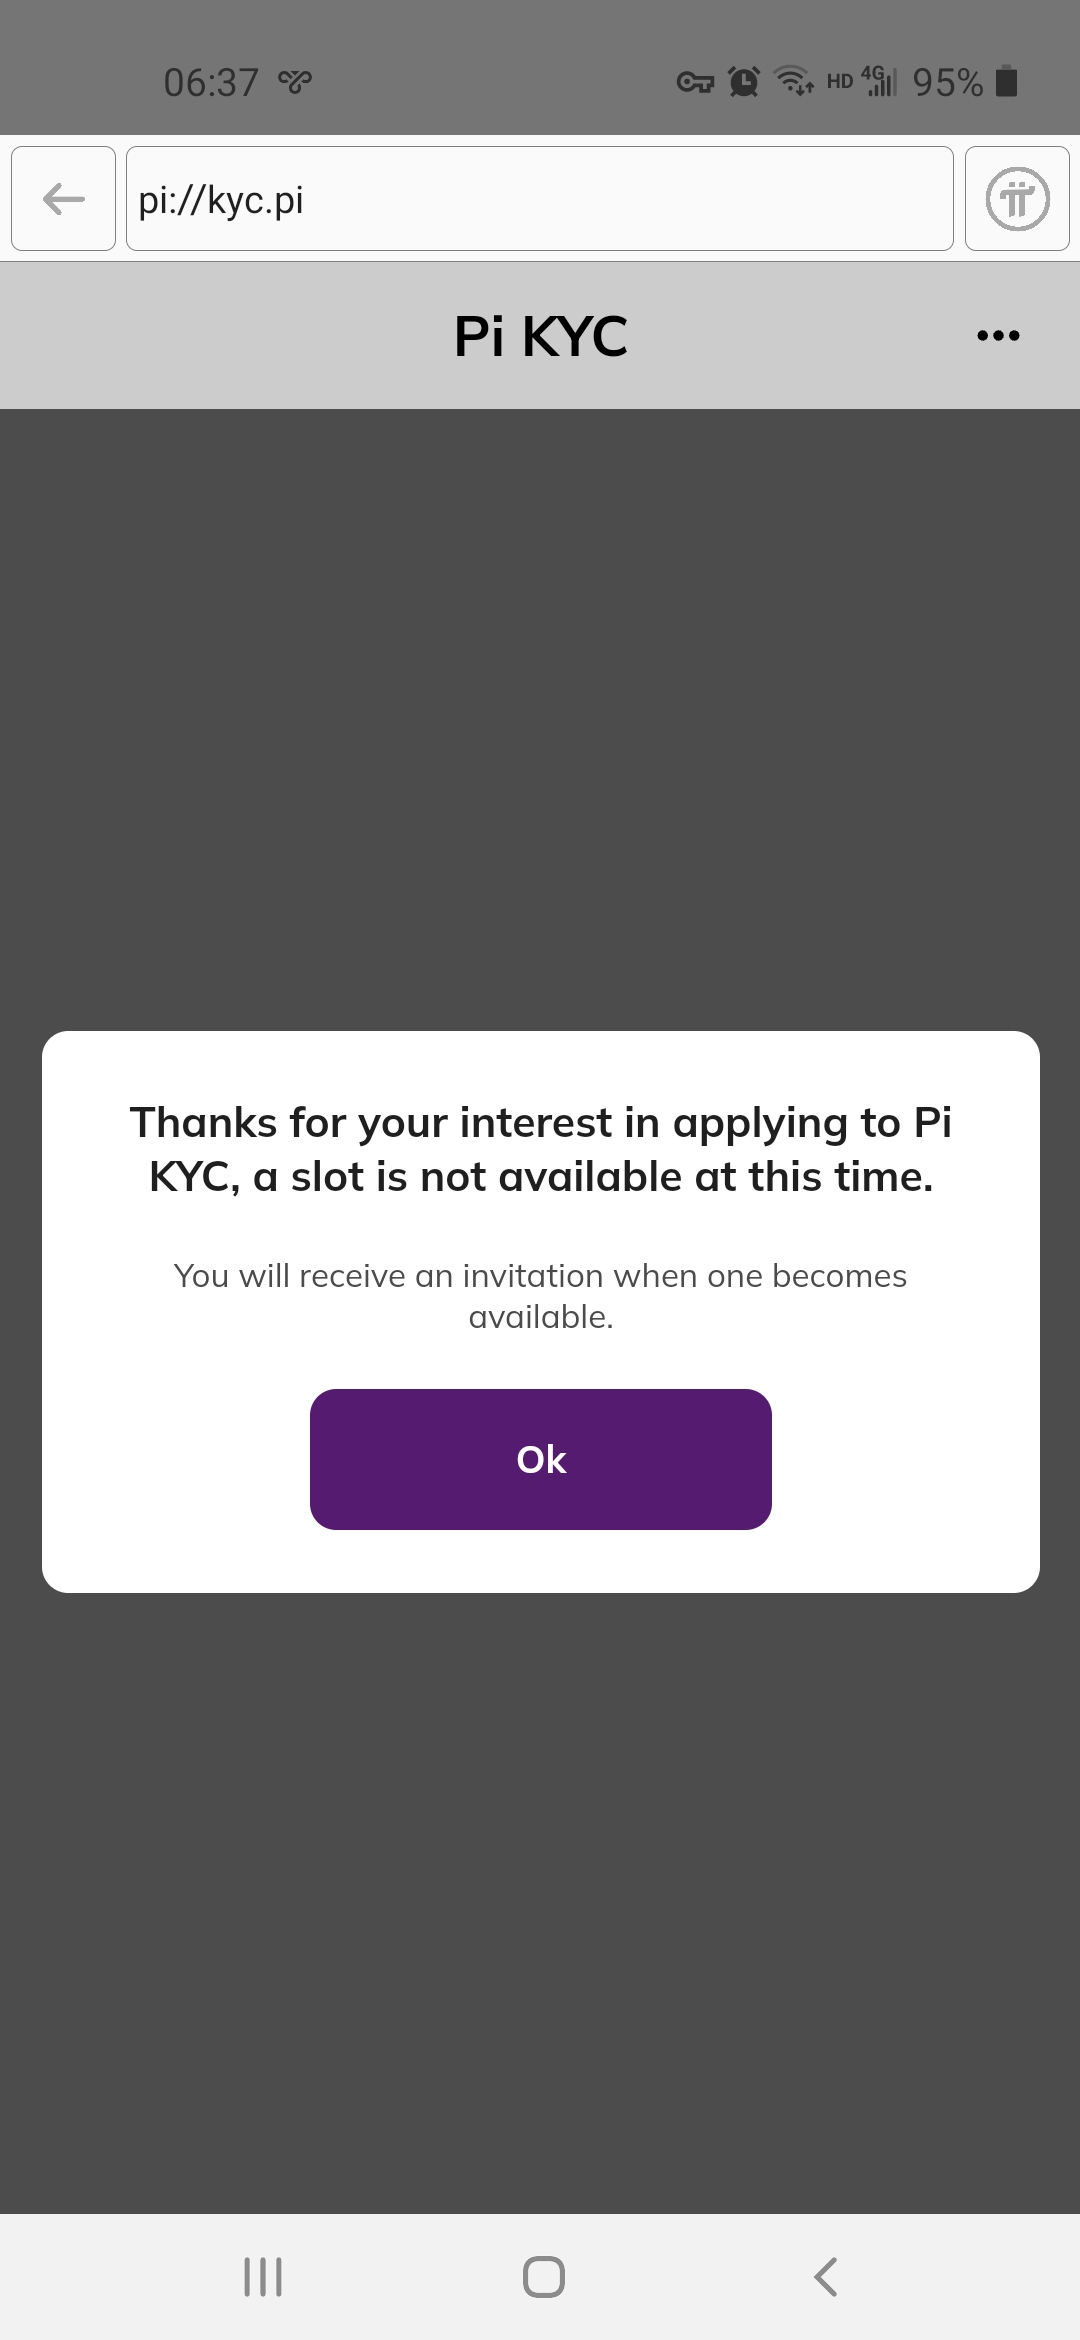 06:37 HD 4G 95%
pi://kyc.pi
Pi KYC
Thanks for your interest in applying to Pi
KYC, a slot is not available at this time.
You will receive an invitation when one becomes
available.
Ok